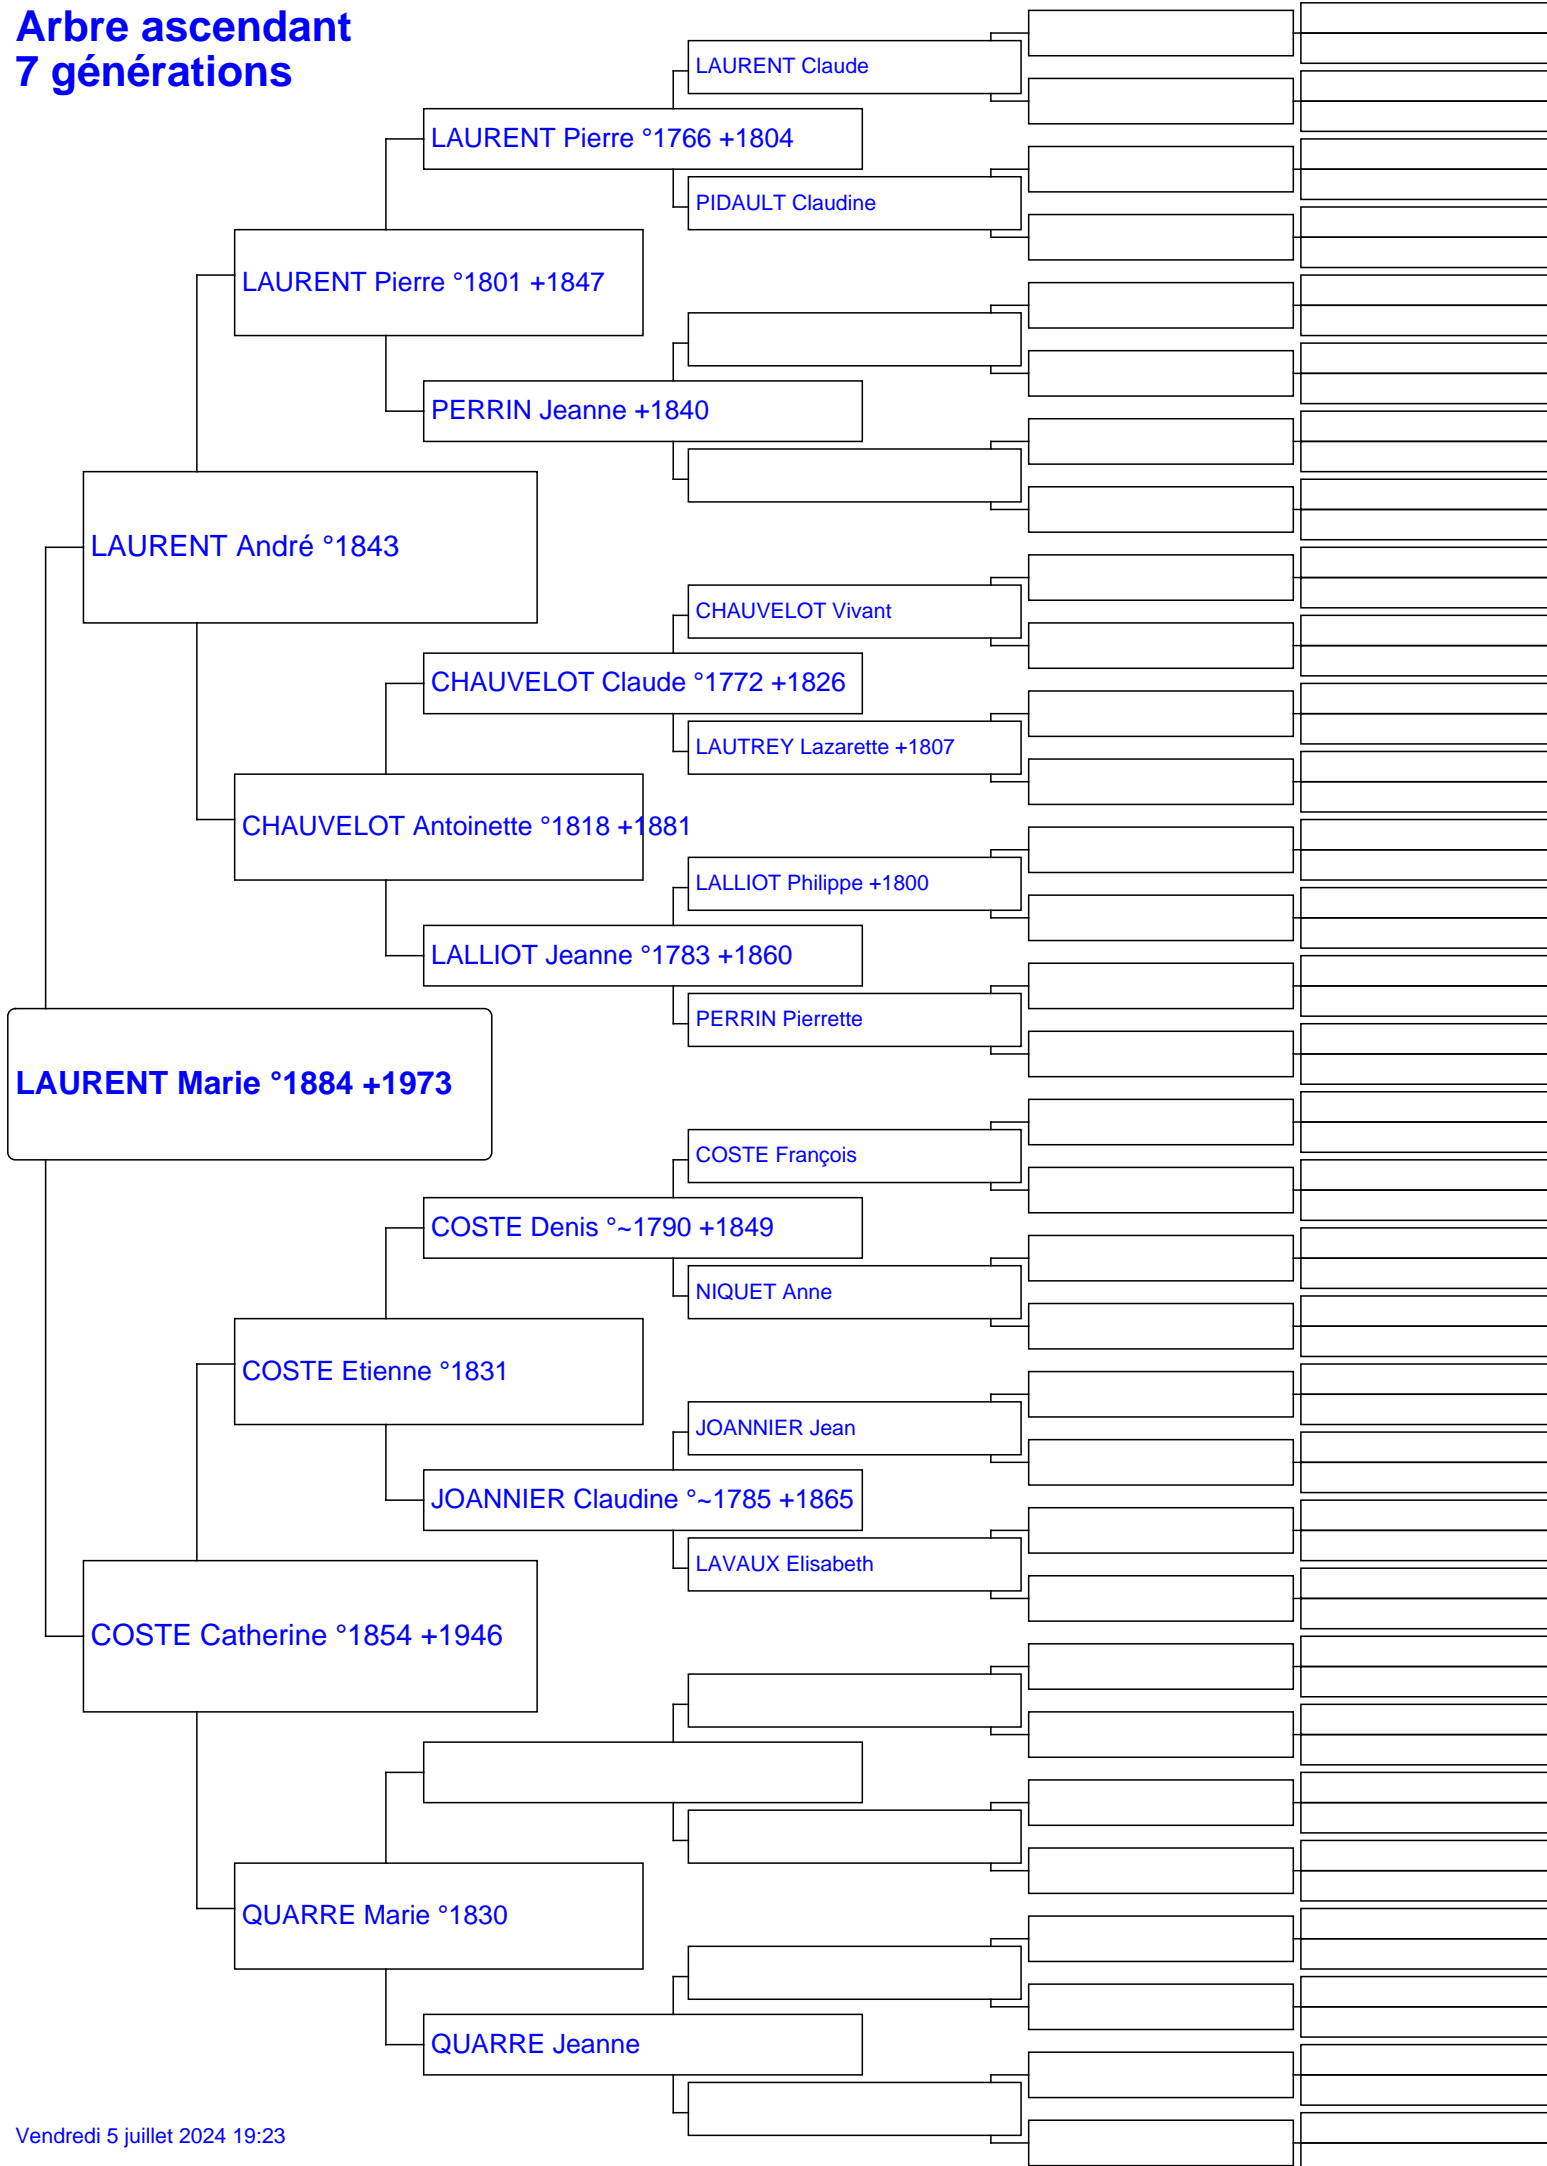 Arbre ascendant
7 générations
LAURENT Claude
LAURENT Pierre °1766 +1804
PIDAULT Claudine
LAURENT Pierre °1801 +1847
PERRIN Jeanne +1840
LAURENT André °1843
CHAUVELOT Vivant
CHAUVELOT Claude °1772 +1826
LAUTREY Lazarette +1807
CHAUVELOT Antoinette °1818 +1881
LALLIOT Philippe +1800
LALLIOT Jeanne °1783 +1860
PERRIN Pierrette
LAURENT Marie °1884 +1973
COSTE François
COSTE Denis °~1790 +1849
NIQUET Anne
COSTE Etienne °1831
JOANNIER Jean
JOANNIER Claudine °~1785 +1865
LAVAUX Elisabeth
COSTE Catherine °1854 +1946
QUARRE Marie °1830
QUARRE Jeanne
Vendredi 5 juillet 2024 19:23